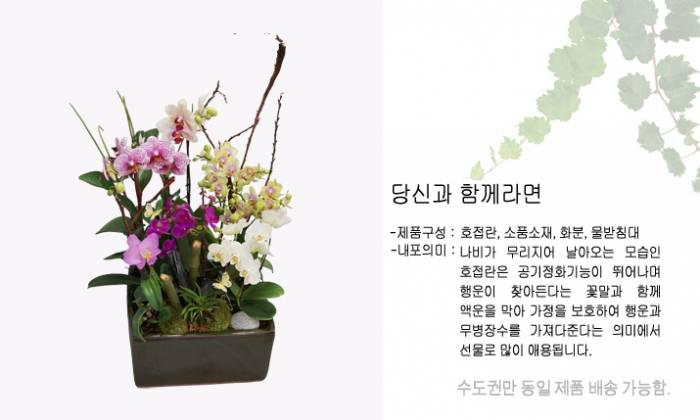 당신과 함께라면
-제품구성 : 호접란, 소품소재, 화분, 물받침대
-내포의미 : 나비가 무리지어 날아오는 모습인
호접란은 공기정화기능이 뛰어나며
행운이 찾아든다는 꽃말과 함께
액운을 막아 가정을 보호하여 행운과
무병장수를 가져다준다는 의미에서
선물로 많이 애용됩니다.
수도권만 동일 제품 배송 가능함.